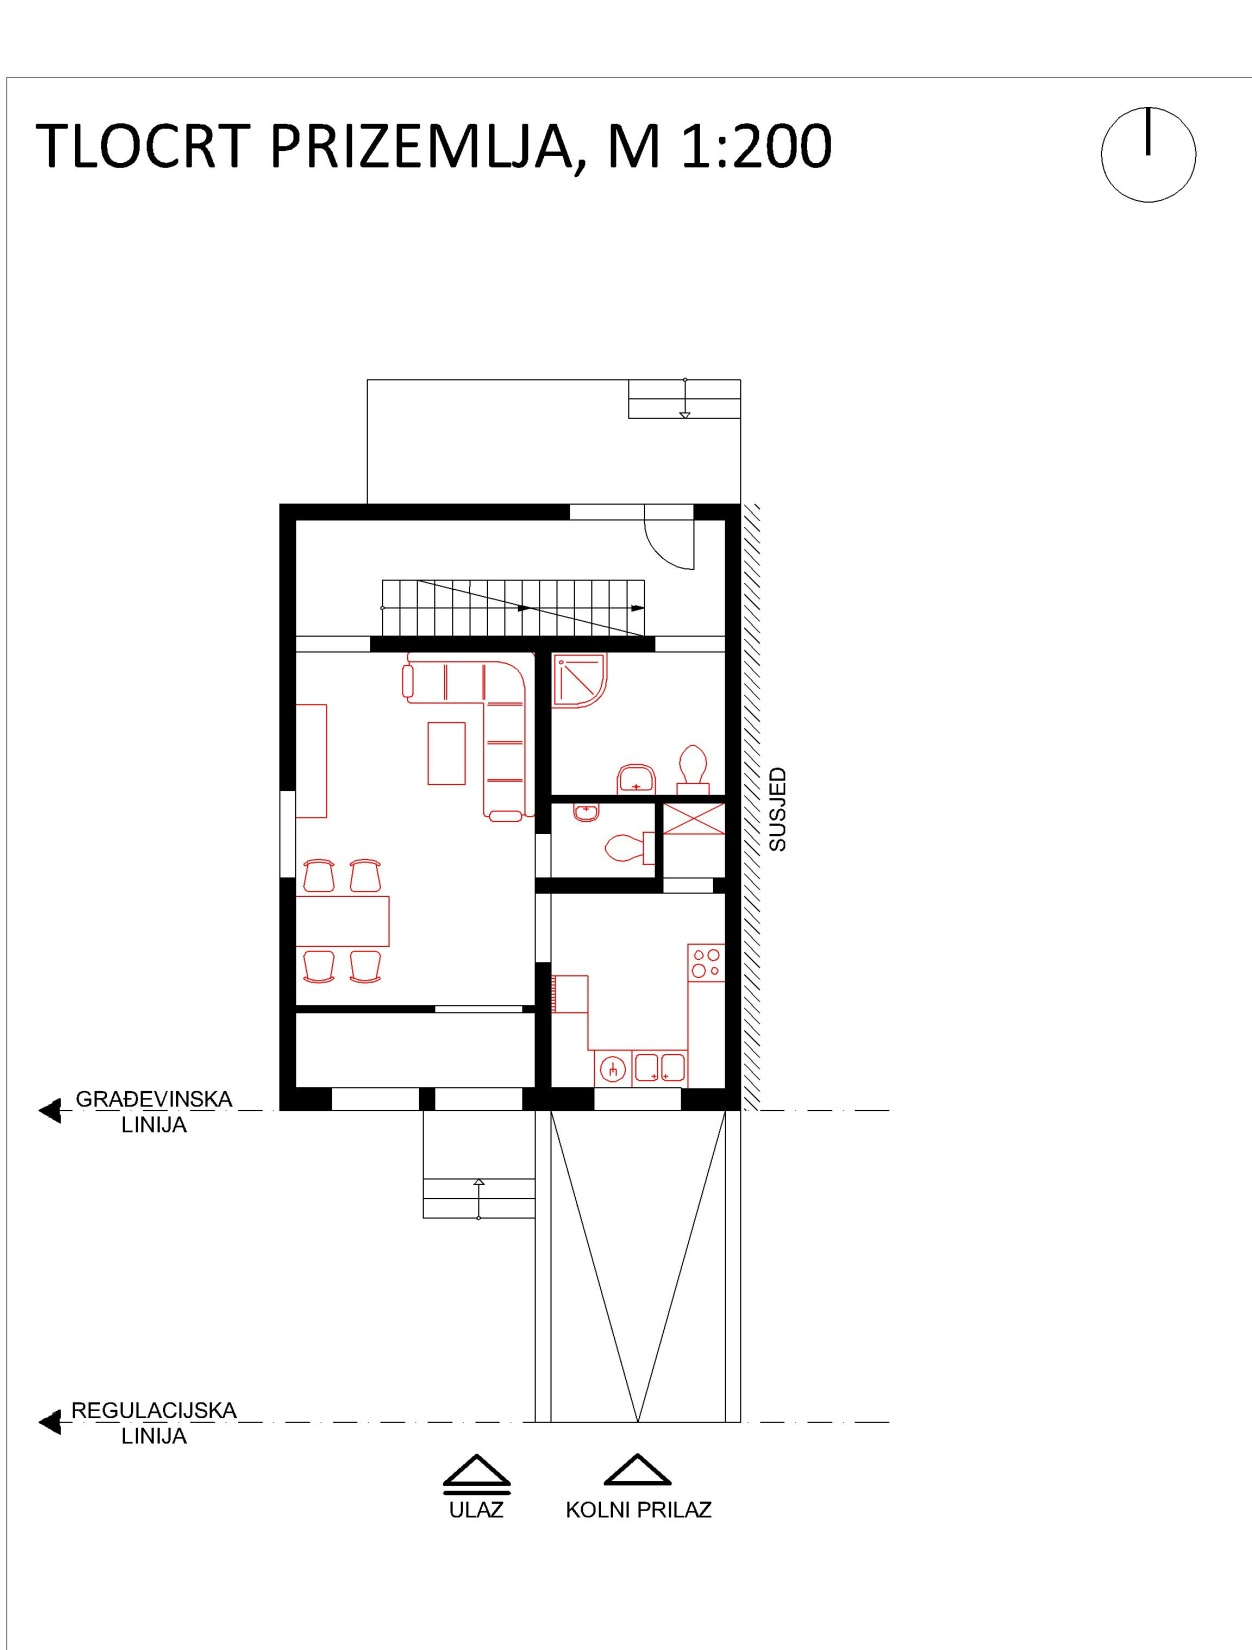 TLOCRT PRIZEMLJA, M 1:200
SUSJED
GRAĐEVINSKA
LINIJA
REGULACIJSKA
LINIJA
ULAZ
KOLNI PRILAZ